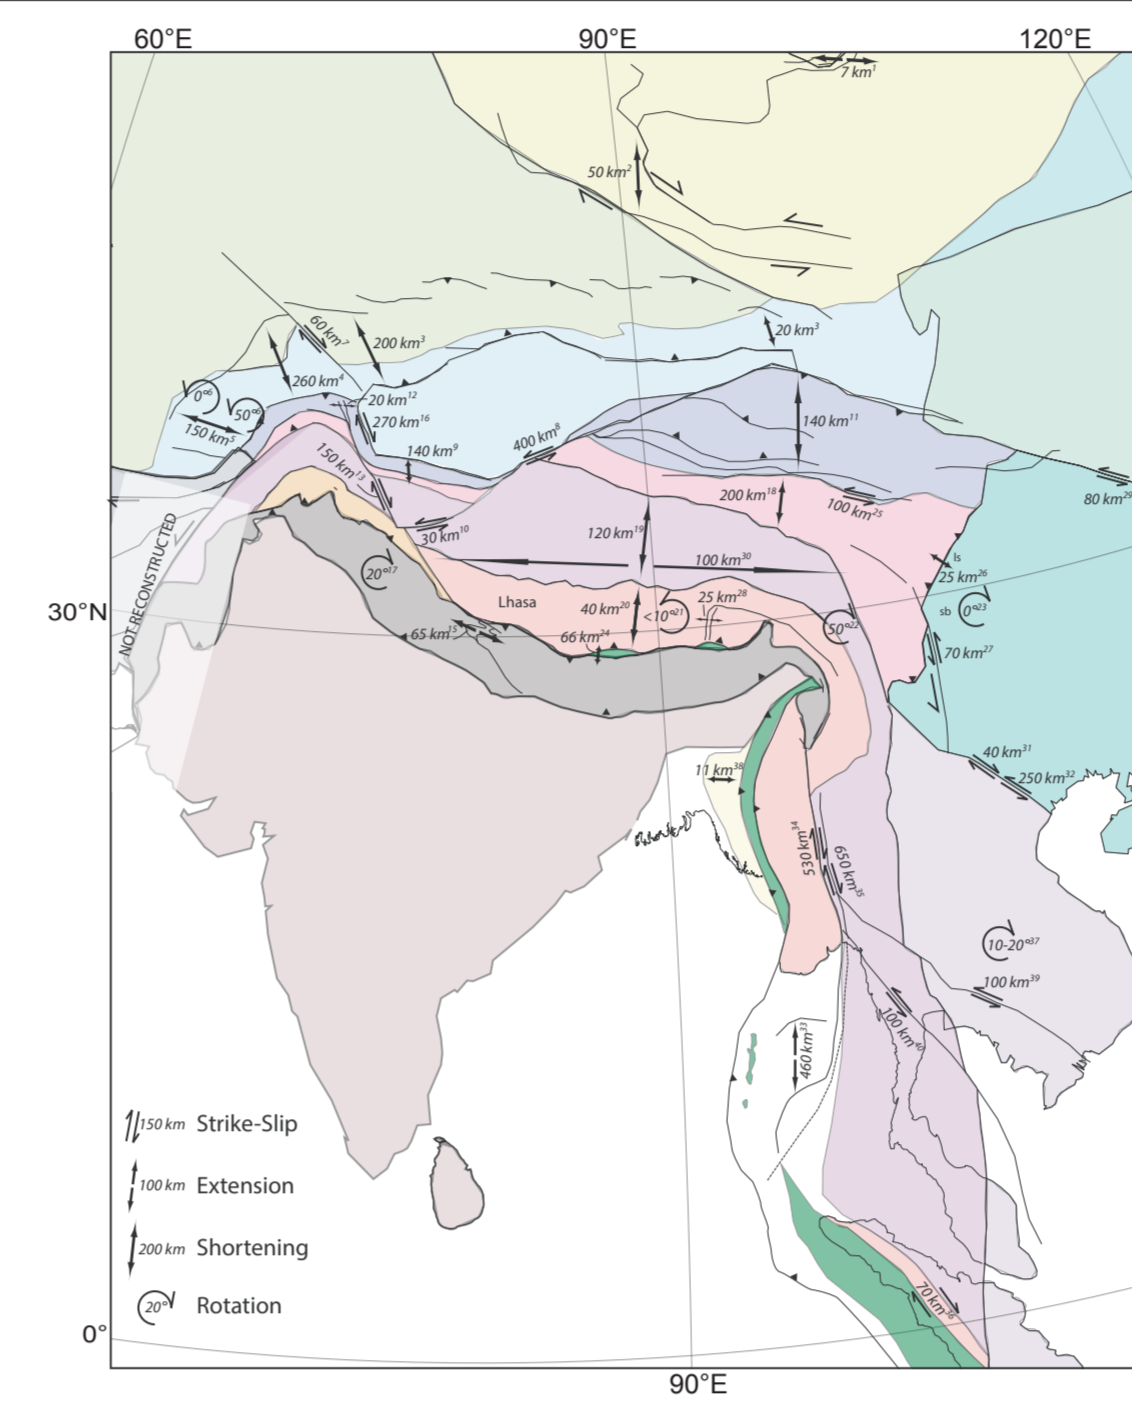 60°E
90°E
120°E
7 km¹
50 km²
60 km⁷
200 km³
20 km³
260 km⁴
0°⁶
50°⁶
150 km⁵
20 km¹²
270 km¹⁶
140 km¹¹
400 km⁸
140 km⁹
150 km¹³
80 km²⁹
200 km¹⁸
100 km²⁵
30 km¹⁰
120 km¹⁹
100 km³⁰
NOT RECONSTRUCTED
ls
25 km²⁶
20°¹⁷
30°N
Lhasa
40 km²⁰
<10°²¹
25 km²⁸
sb
0°²³
50°²²
65 km¹⁵
66 km²⁴
70 km²⁷
40 km³¹
250 km³²
11 km³⁸
530 km³⁴
650 km³⁵
10-20°³⁷
100 km³⁹
100 km⁴⁰
460 km³³
150 km Strike-Slip
100 km Extension
200 km Shortening
20° Rotation
70 km³⁶
0°
90°E